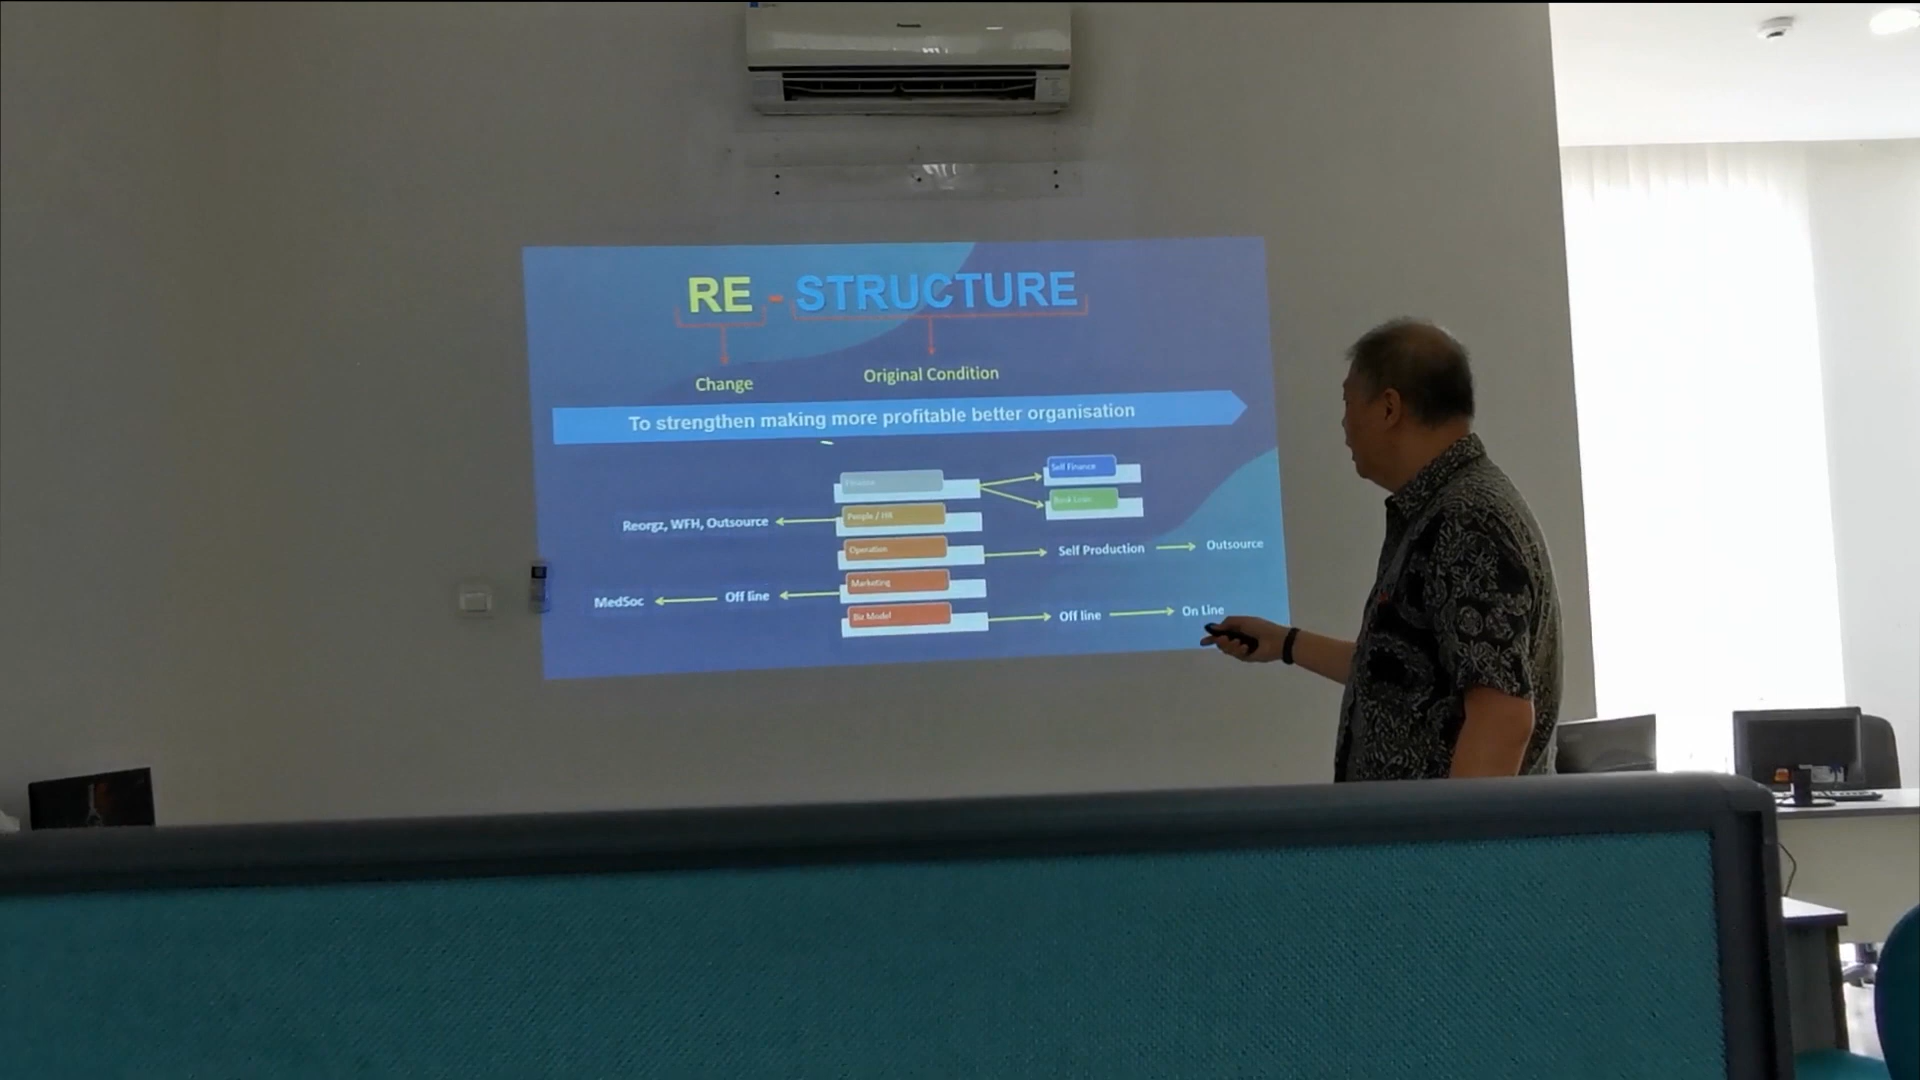 Panasonic
RE - STRUCTURE
Change
Original Condition
To strengthen making more profitable better organisation
Finance
Self Finance
Bank Loan
Reorgz, WFH, Outsource
People / HR
Operation
Self Production
Outsource
MedSoc
Off line
Marketing
Biz Model
Off line
On Line